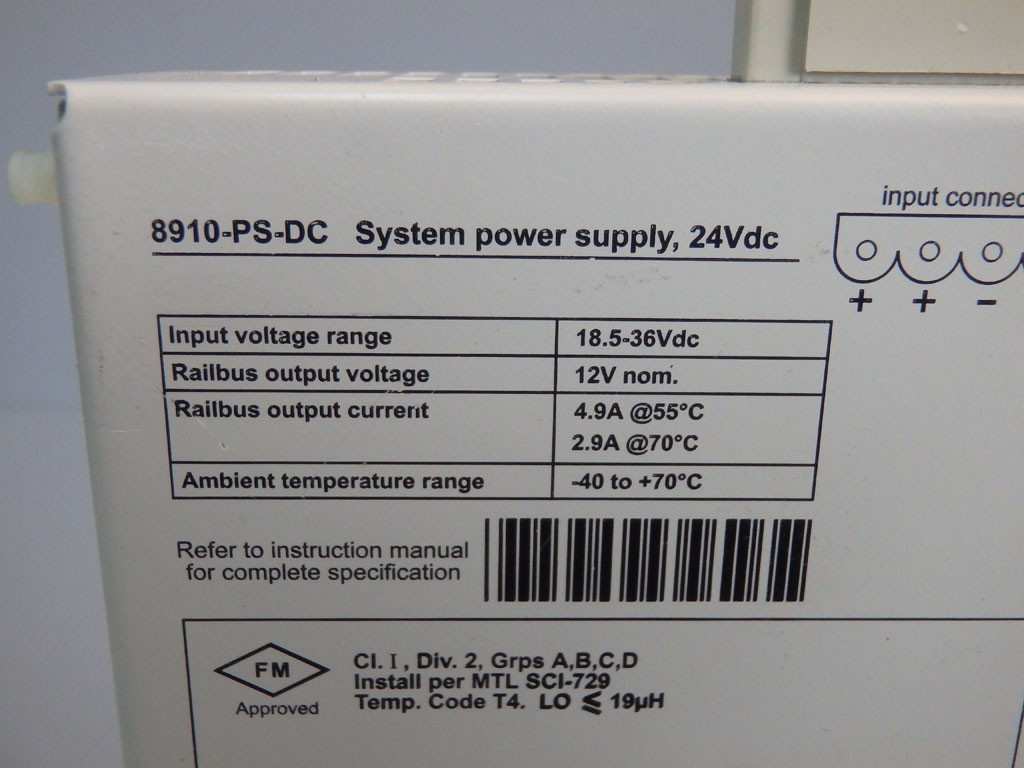 input connec
8910-PS-DC System power supply, 24Vdc
+ + -
Input voltage range 18.5-36Vdc
Railbus output voltage 12V nom.
Railbus output current 4.9A @55°C
2.9A @70°C
Ambient temperature range -40 to +70°C
Refer to instruction manual
for complete specification
FM
Approved
Cl. I, Div. 2, Grps A,B,C,D
Install per MTL SCI-729
Temp. Code T4. LO ≤ 19µH